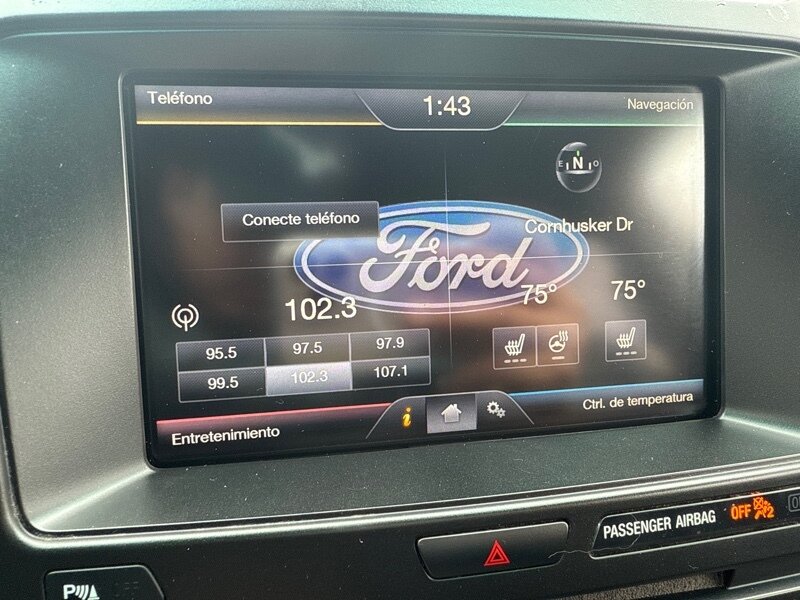 Teléfono
1:43
Navegación
E N O
Conecte teléfono
Ford
Cornhusker Dr
102.3
75°
75°
95.5 97.5 97.9
99.5 102.3 107.1
i
Entretenimiento
Ctrl. de temperatura
PASSENGER AIRBAG OFF 2
P